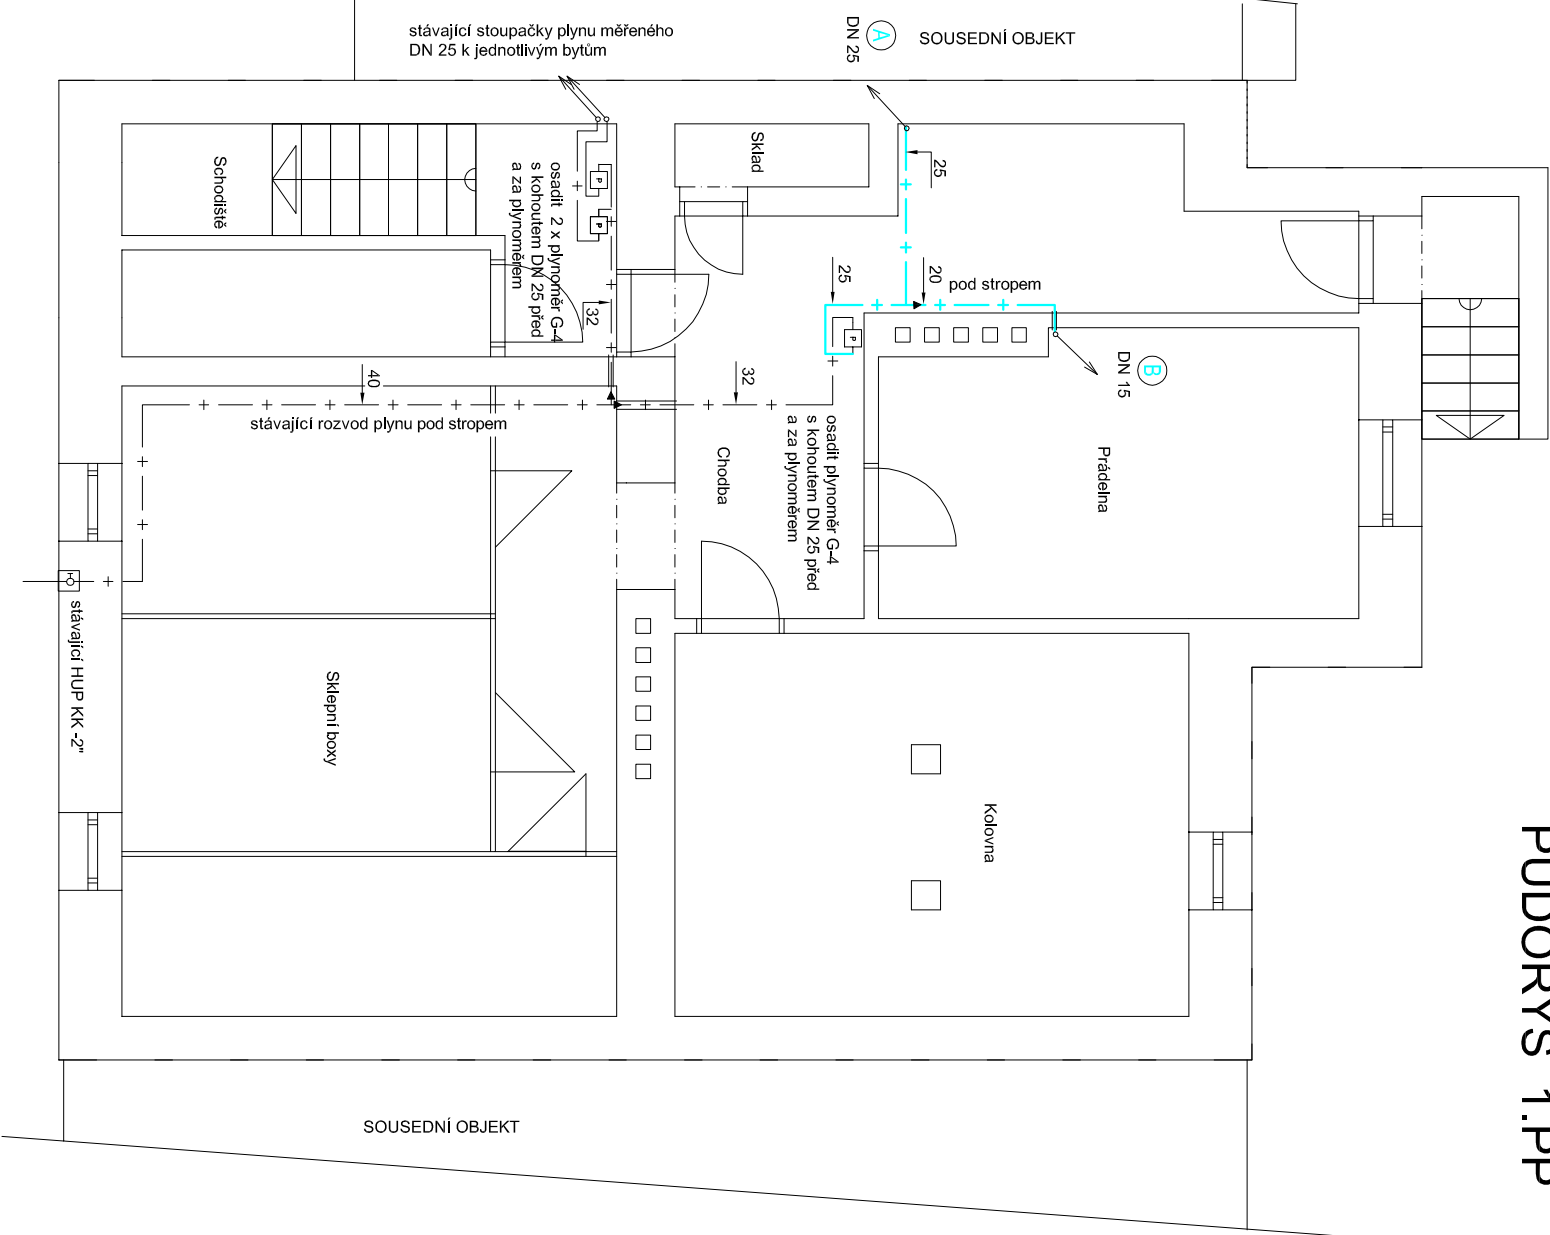 stávající stoupačky plynu měřeného
DN 25 k jednotlivým bytům
A
DN 25
SOUSEDNÍ OBJEKT
Schodiště
osadit 2 x plynoměr G-4
s kohoutem DN 25 před
a za plynoměrem
P
P
32
Sklad
25
25
20
pod stropem
P
B
DN 15
40
stávající rozvod plynu pod stropem
32
Chodba
osadit plynoměr G-4
s kohoutem DN 25 před
a za plynoměrem
Prádelna
stávající HUP KK -2"
Sklepní boxy
Kolovna
PŮDORYS 1.PP
SOUSEDNÍ OBJEKT